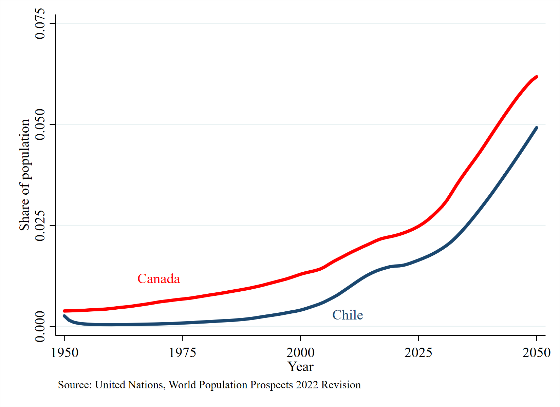 Share of population
0.075
0.050
0.025
0.000
Canada
Chile
1950 1975 2000 2025 2050
Year
Source: United Nations, World Population Prospects 2022 Revision